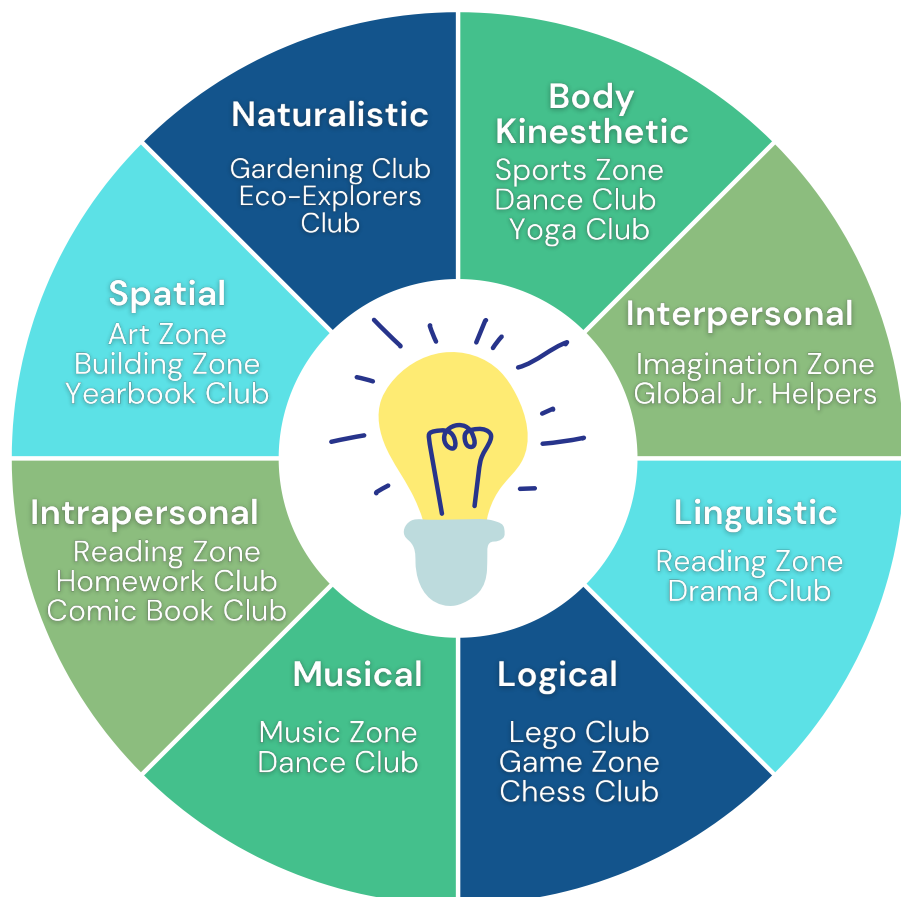 Naturalistic
Gardening Club
Eco-Explorers
Club
Body
Kinesthetic
Sports Zone
Dance Club
Yoga Club
Interpersonal
Imagination Zone
Global Jr. Helpers
Linguistic
Reading Zone
Drama Club
Logical
Lego Club
Game Zone
Chess Club
Musical
Music Zone
Dance Club
Intrapersonal
Reading Zone
Homework Club
Comic Book Club
Spatial
Art Zone
Building Zone
Yearbook Club